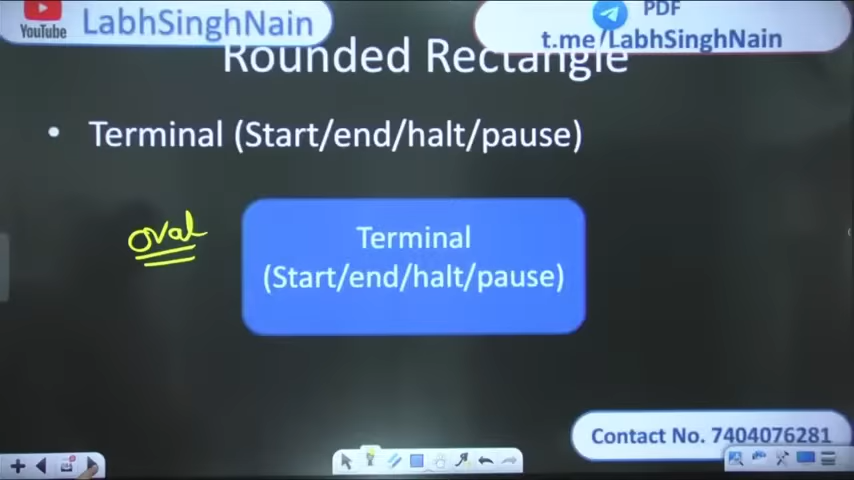 YouTube
LabhSinghNain
PDF
t.me/LabhSinghNain
Rounded Rectangle
• Terminal (Start/end/halt/pause)
oval
Terminal
(Start/end/halt/pause)
Contact No. 7404076281